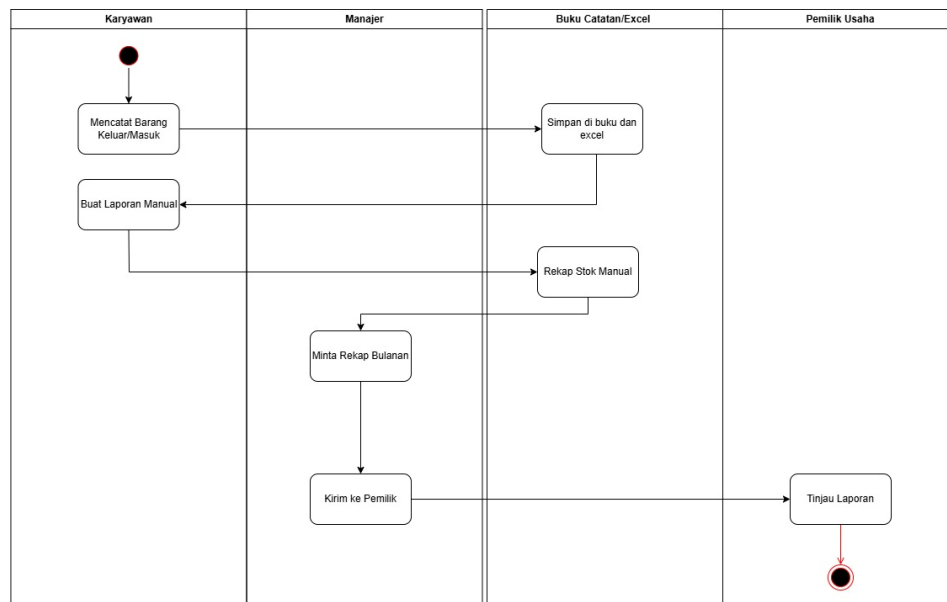 Karyawan
Manajer
Buku Catatan/Excel
Pemilik Usaha
Mencatat Barang
Keluar/Masuk
Simpan di buku dan
excel
Buat Laporan Manual
Rekap Stok Manual
Minta Rekap Bulanan
Kirim ke Pemilik
Tinjau Laporan